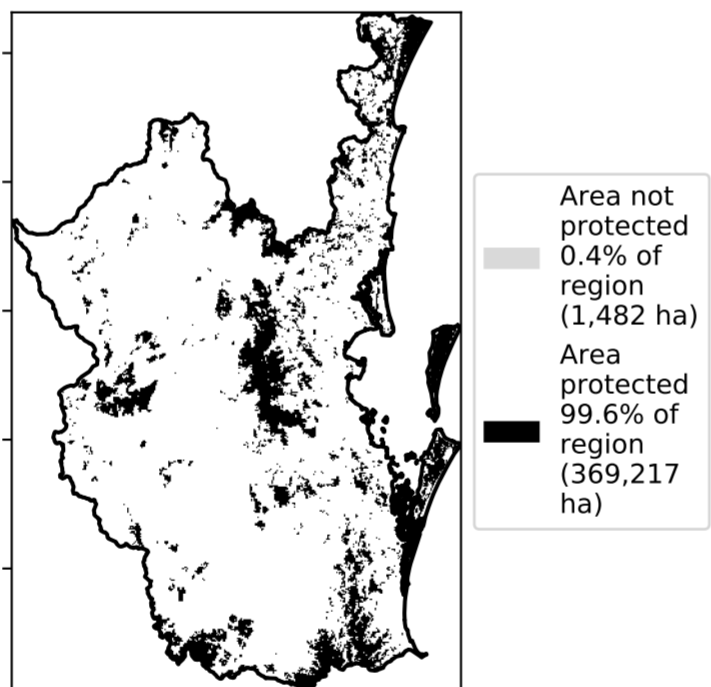 Area not
protected
0.4% of
region
(1,482 ha)
Area
protected
99.6% of
region
(369,217
ha)